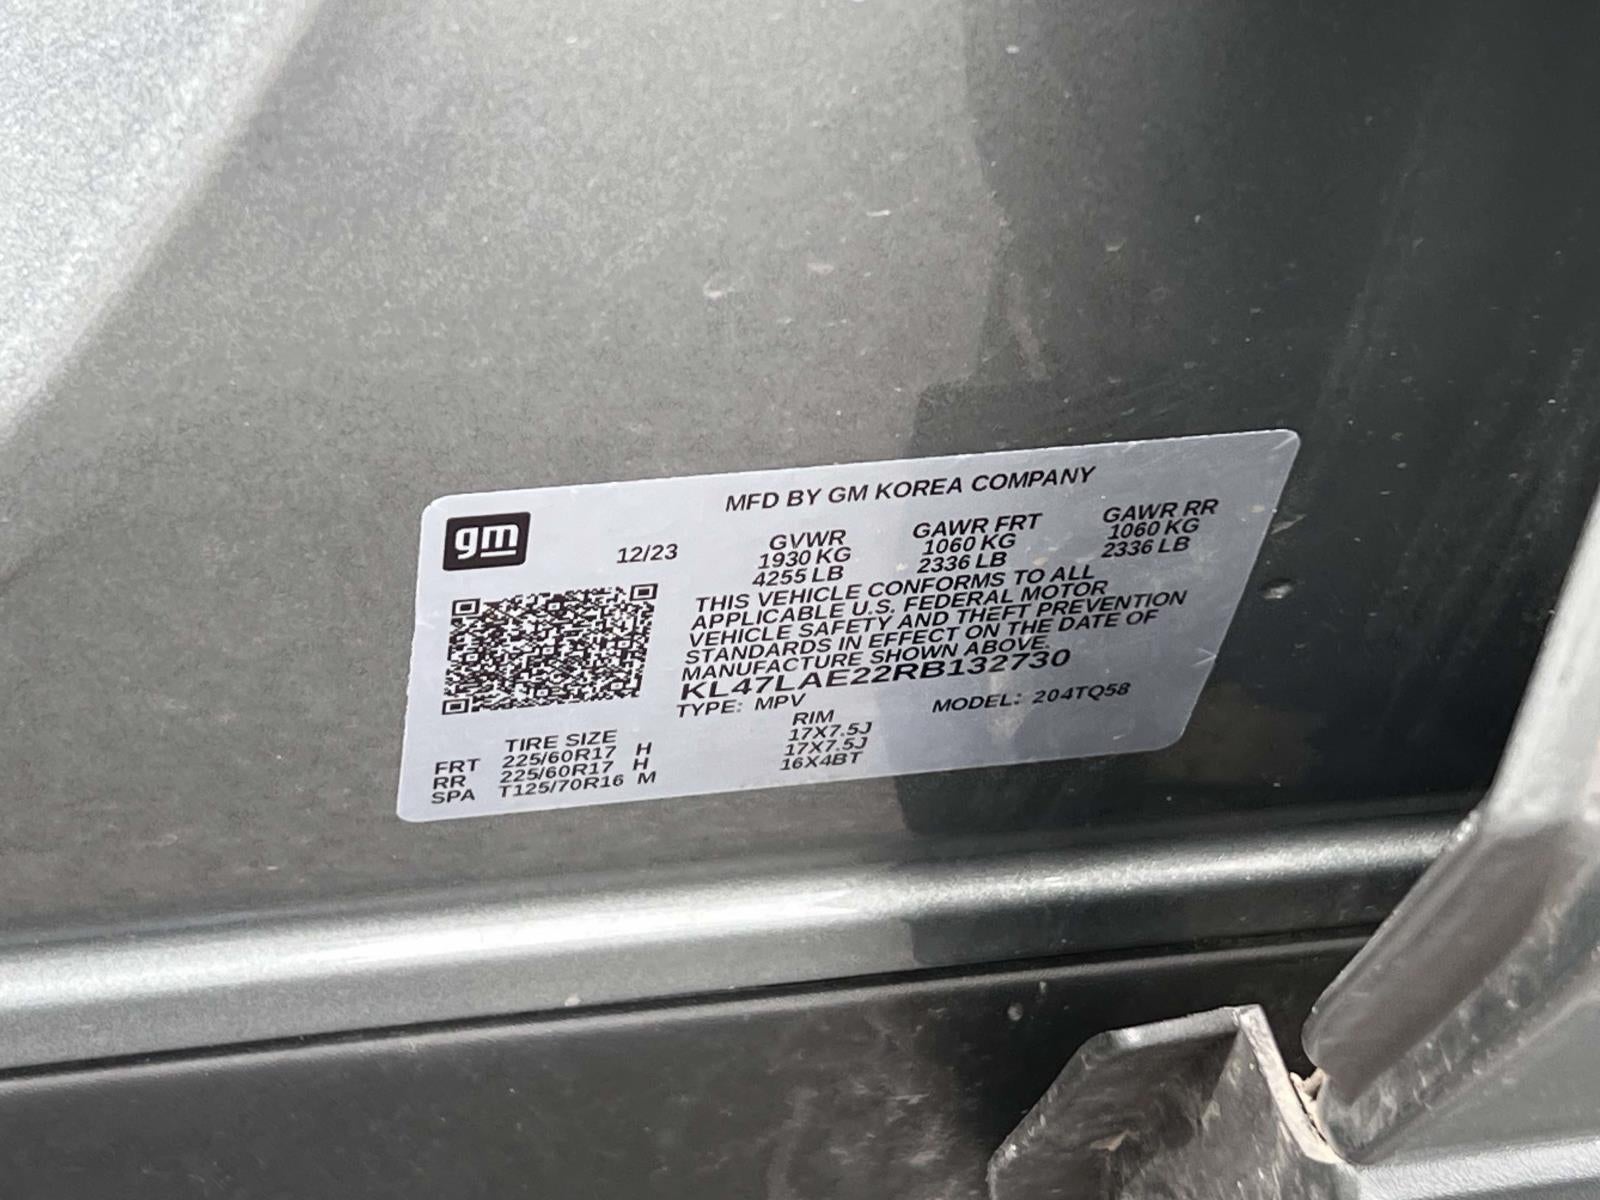 MFD BY GM KOREA COMPANY
gm
12/23
GVWR GAWR FRT GAWR RR
1930 KG 1060 KG 1060 KG
4255 LB 2336 LB 2336 LB
THIS VEHICLE CONFORMS TO ALL
APPLICABLE U.S. FEDERAL MOTOR
VEHICLE SAFETY AND THEFT PREVENTION
STANDARDS IN EFFECT ON THE DATE OF
MANUFACTURE SHOWN ABOVE.
KL47LAE22RB132730
TYPE: MPV MODEL: 204TQ58
TIRE SIZE RIM
FRT 225/60R17 H 17X7.5J
RR 225/60R17 H 17X7.5J
SPA T125/70R16 M 16X4BT